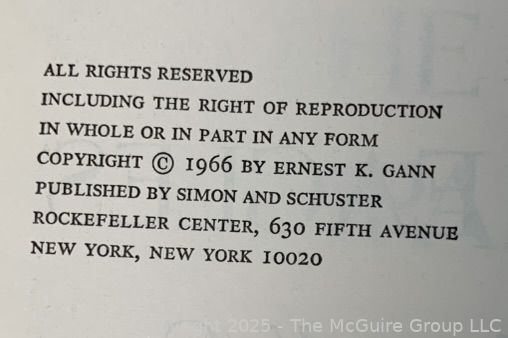 ALL RIGHTS RESERVED
INCLUDING THE RIGHT OF REPRODUCTION
IN WHOLE OR IN PART IN ANY FORM
COPYRIGHT © 1966 BY ERNEST K. GANN
PUBLISHED BY SIMON AND SCHUSTER
ROCKEFELLER CENTER, 630 FIFTH AVENUE
NEW YORK, NEW YORK 10020
Copyright 2025 - The McGuire Group LLC